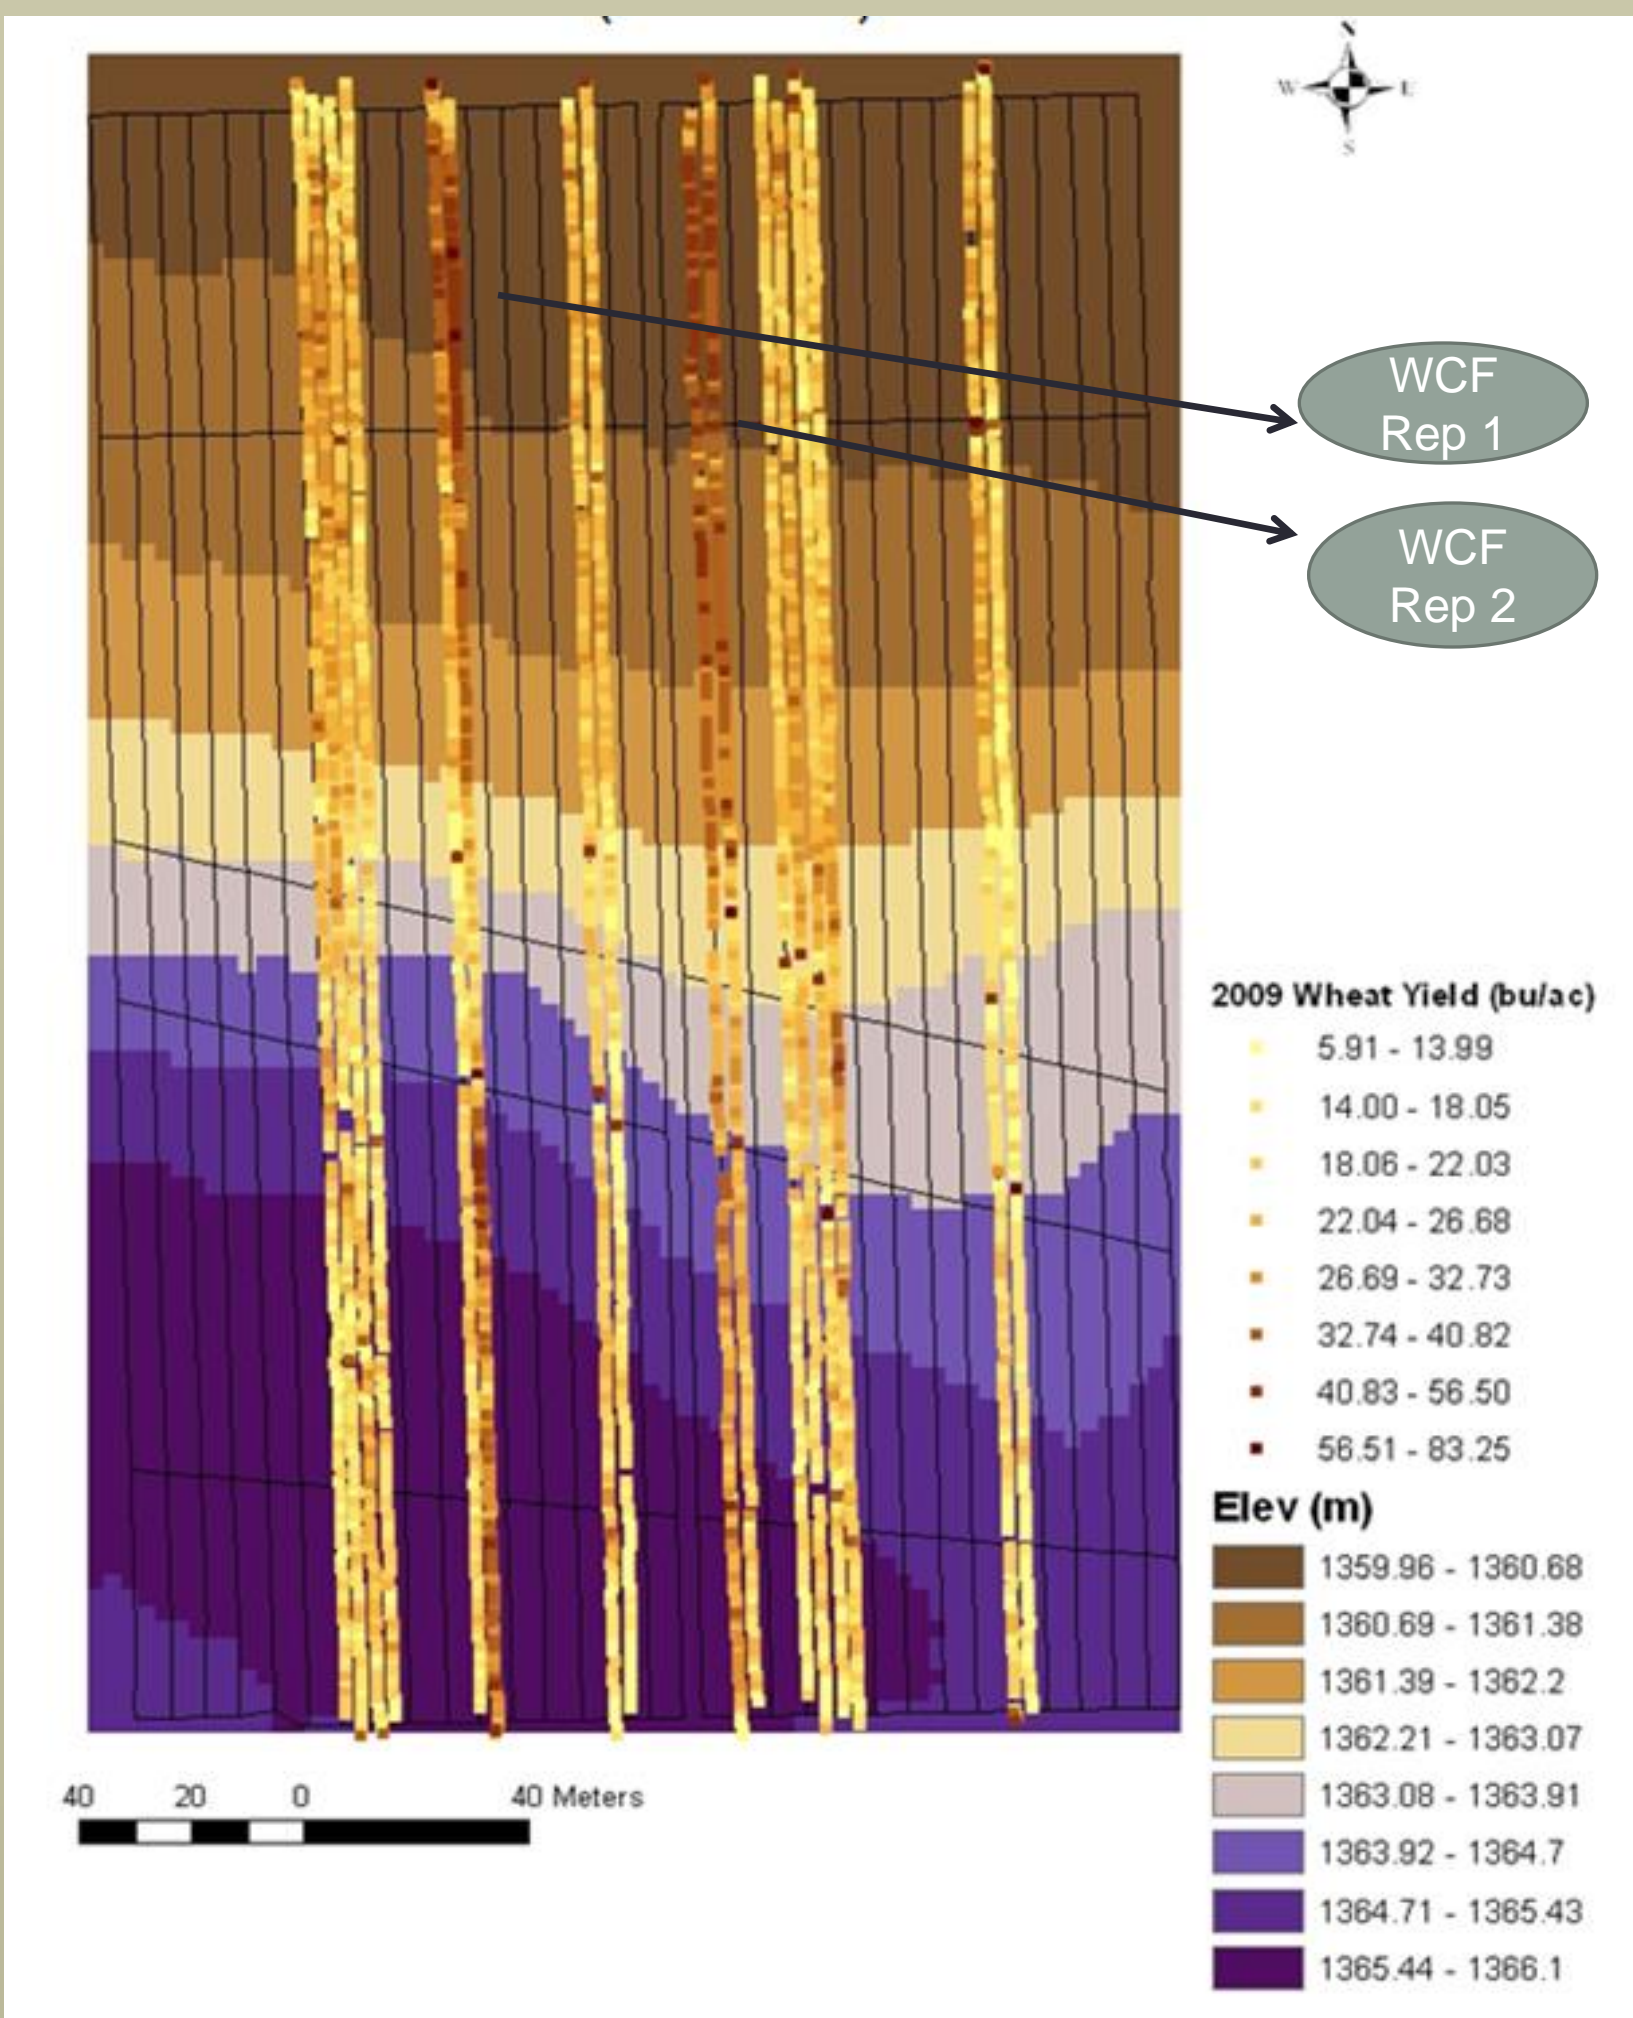 N
W
E
S
WCF
Rep 1
WCF
Rep 2
2009 Wheat Yield (bu/ac)
5.91 - 13.99
14.00 - 18.05
18.06 - 22.03
22.04 - 26.68
26.69 - 32.73
32.74 - 40.82
40.83 - 56.50
56.51 - 83.25
Elev (m)
1359.96 - 1360.68
1360.69 - 1361.38
1361.39 - 1362.2
1362.21 - 1363.07
1363.08 - 1363.91
1363.92 - 1364.7
1364.71 - 1365.43
1365.44 - 1366.1
40 20 0 40 Meters